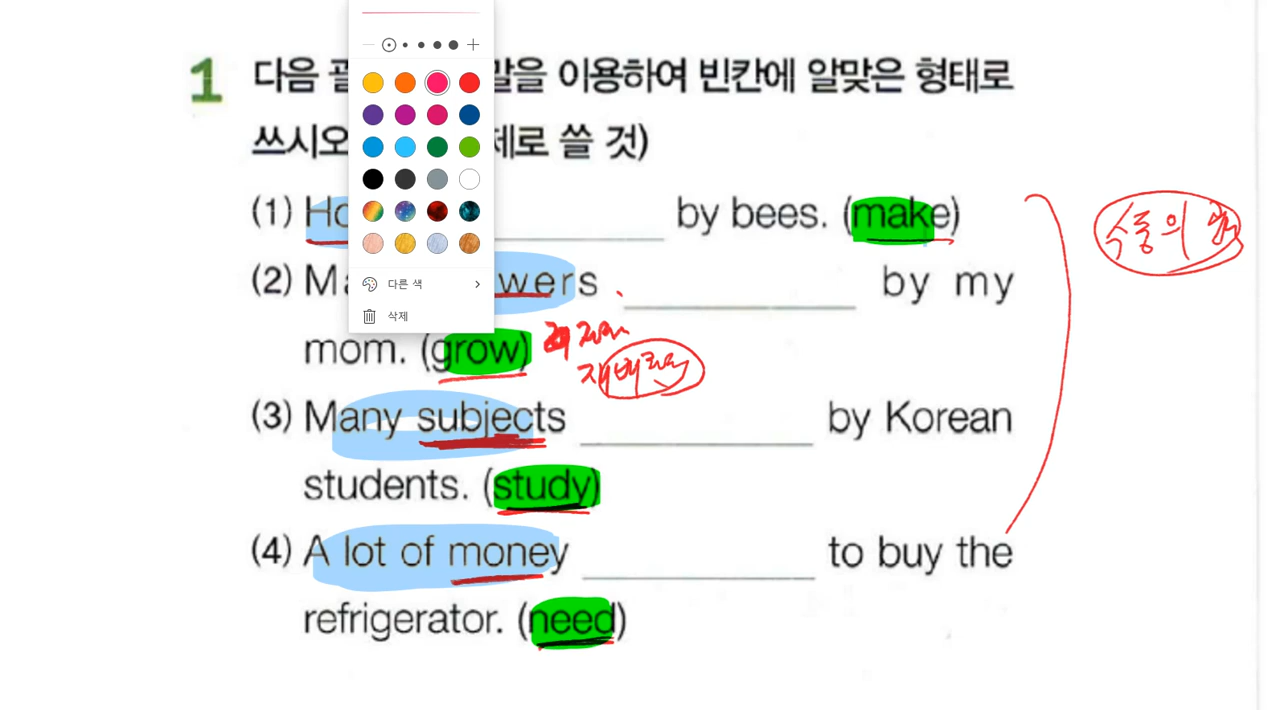 1 다음 말을 이용하여 빈칸에 알맞은 형태로
쓰시오 제로 쓸 것)
(1) Ho by bees. (make)
수동의
(2) Ma wers by my
다른 색
삭제
mom. (grow)
재배
(3) Many subjects by Korean
students. (study)
(4) A lot of money to buy the
refrigerator. (need)